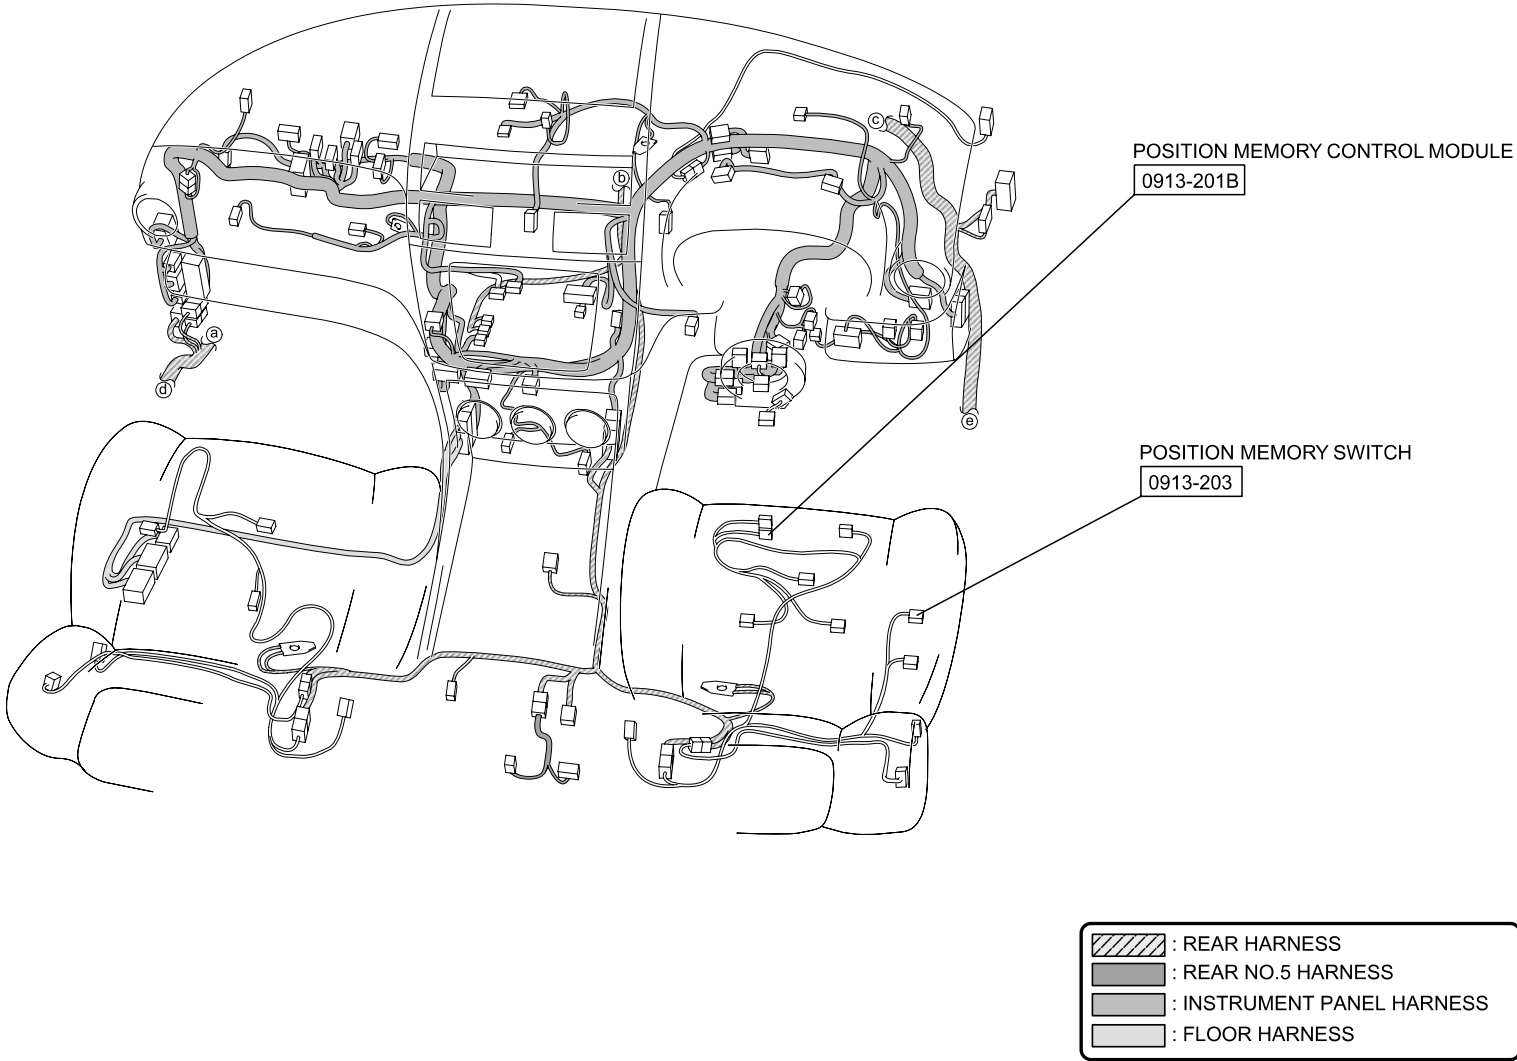 c
POSITION MEMORY CONTROL MODULE
0913-201B
b
a
d
e
POSITION MEMORY SWITCH
0913-203
: REAR HARNESS
: REAR NO.5 HARNESS
: INSTRUMENT PANEL HARNESS
: FLOOR HARNESS